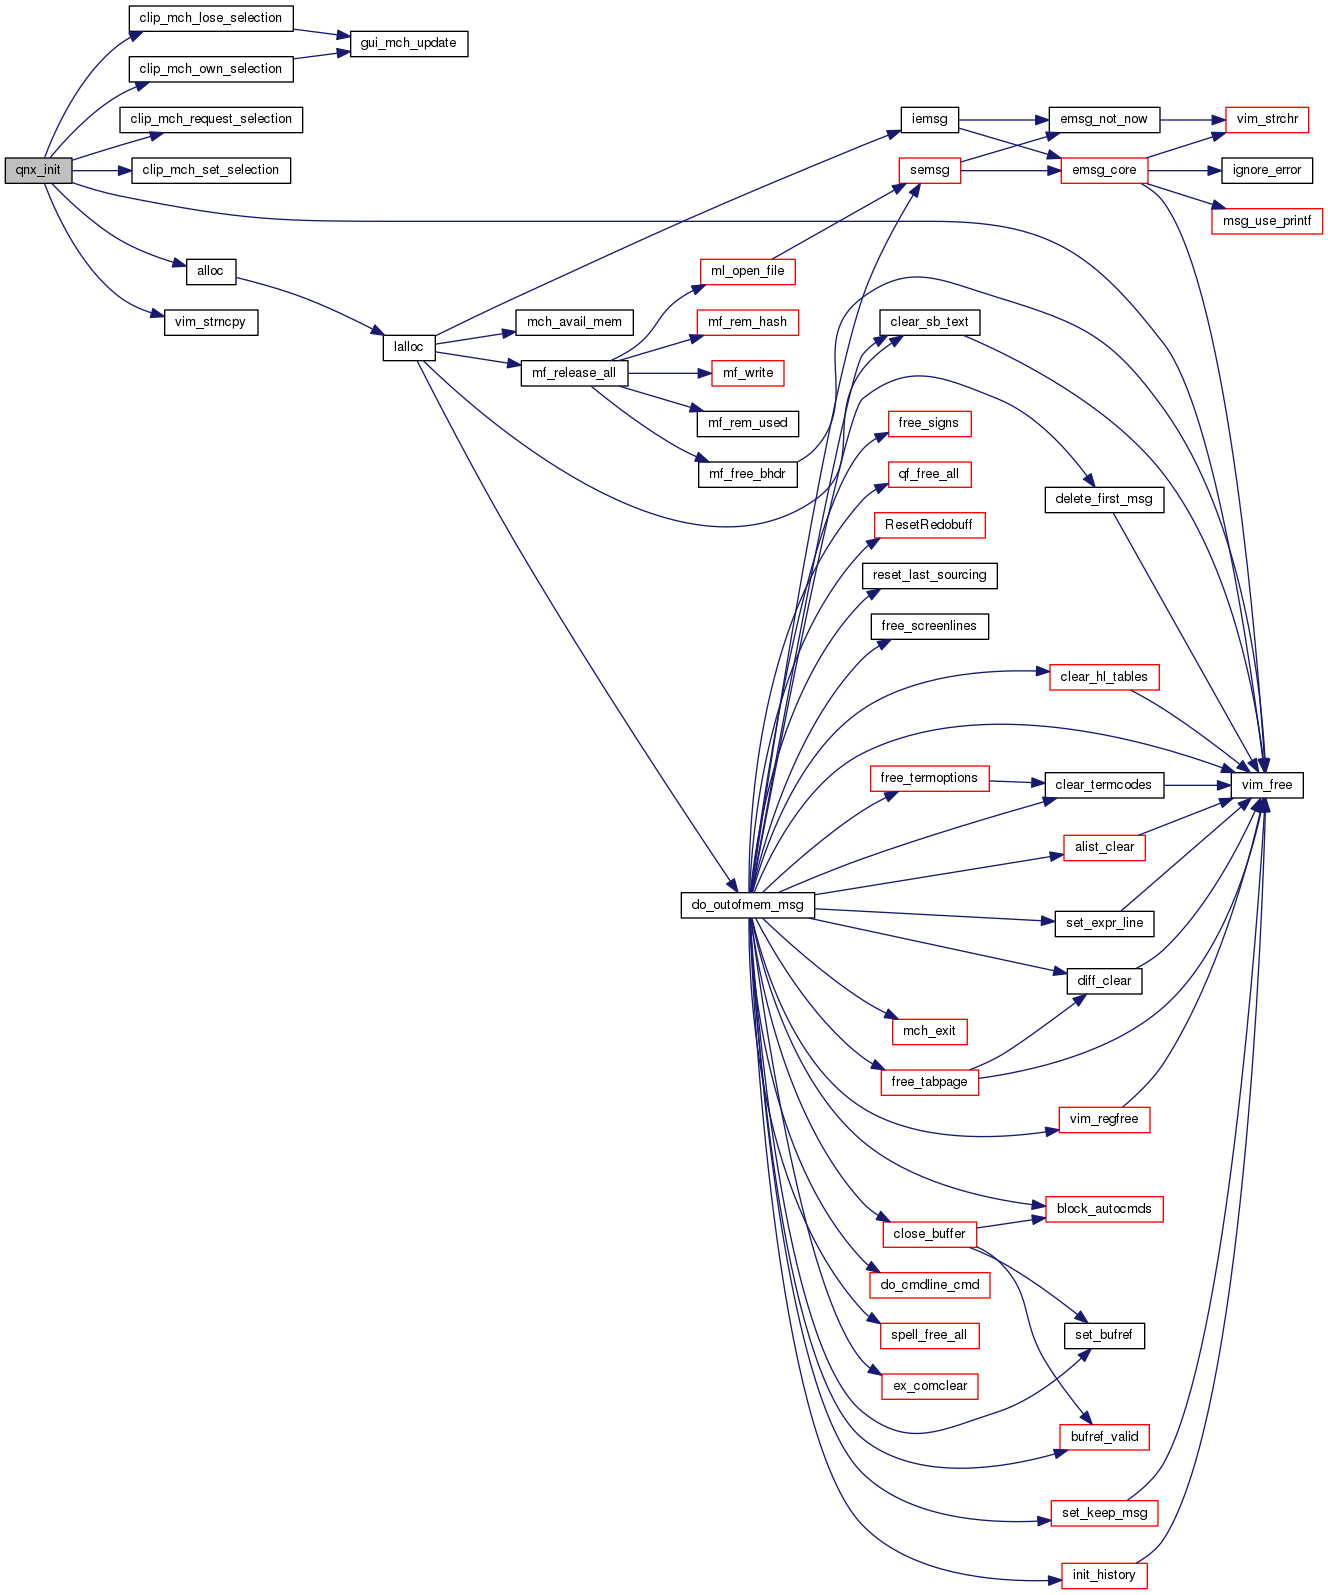 clip_mch_lose_selection
gui_mch_update
clip_mch_own_selection
clip_mch_request_selection
iemsg
emsg_not_now
vim_strchr
qnx_init
clip_mch_set_selection
semsg
emsg_core
ignore_error
msg_use_printf
alloc
ml_open_file
vim_strncpy
mch_avail_mem
mf_rem_hash
clear_sb_text
lalloc
mf_release_all
mf_write
mf_rem_used
free_signs
mf_free_bhdr
qf_free_all
delete_first_msg
ResetRedobuff
reset_last_sourcing
free_screenlines
clear_hl_tables
free_termoptions
clear_termcodes
vim_free
alist_clear
do_outofmem_msg
set_expr_line
diff_clear
mch_exit
free_tabpage
vim_regfree
block_autocmds
close_buffer
do_cmdline_cmd
spell_free_all
set_bufref
ex_comclear
bufref_valid
set_keep_msg
init_history